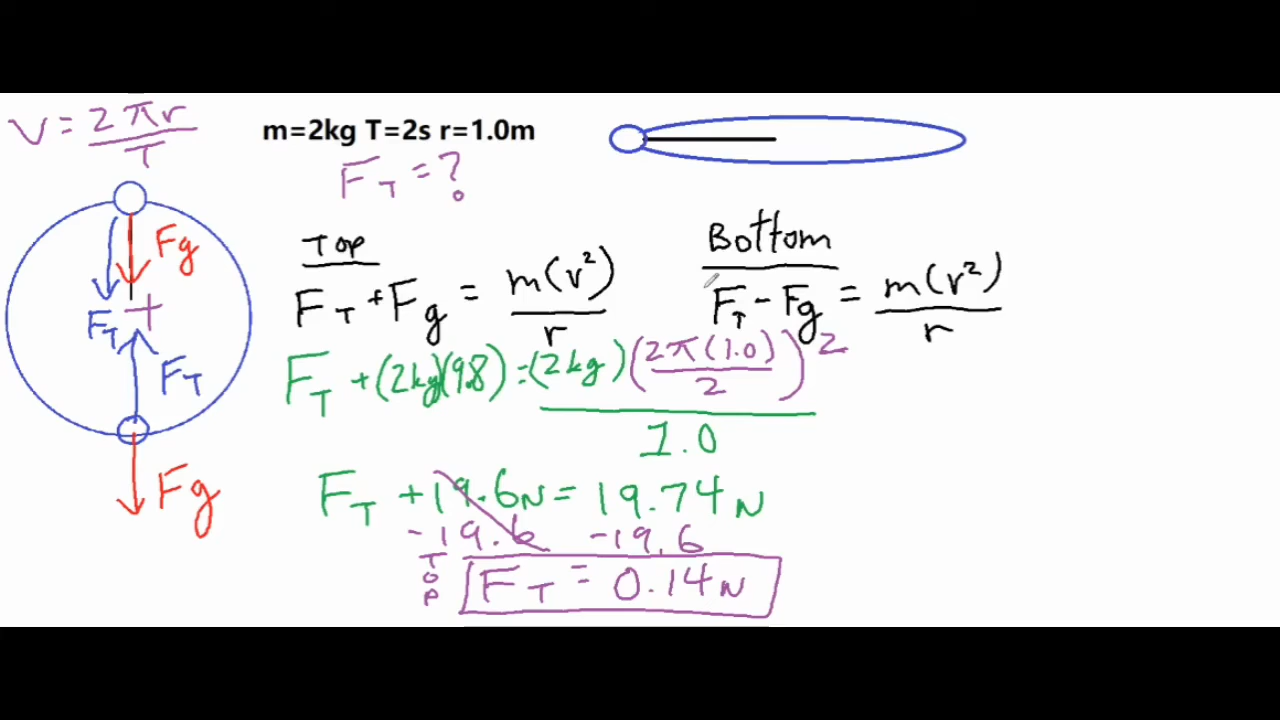 V = 2πr / T
m=2kg T=2s r=1.0m
F_T = ?
Fg
F_T
F_T
Fg
Top
F_T + Fg = m(v²) / r
Bottom
F_T - Fg = m(v²) / r
F_T + (2kg)(9.8) = (2kg)(2π(1.0) / 2)² / 1.0
F_T + 19.6N = 19.74N
-19.6 -19.6
TOP
F_T = 0.14N